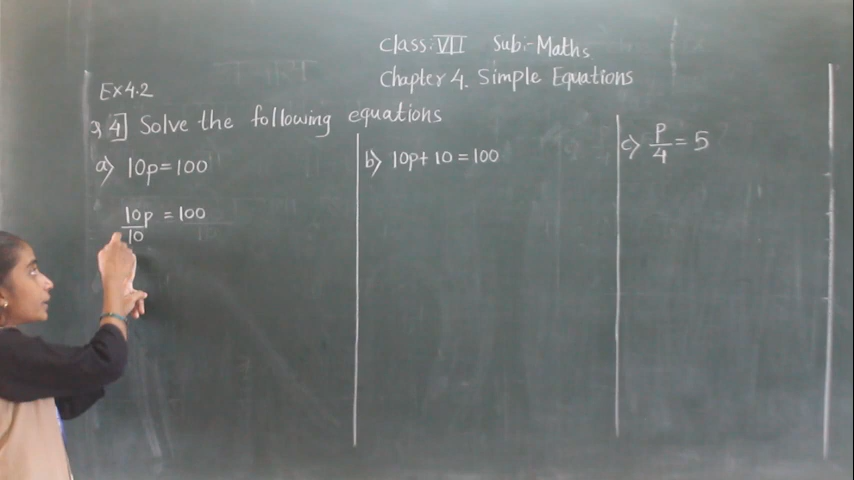 Class: VII Sub:- Maths
Chapter 4. Simple Equations
Ex 4.2
Q 4] Solve the following equations
a) 10p = 100
10p/10 = 100
b) 10p + 10 = 100
c) P/4 = 5